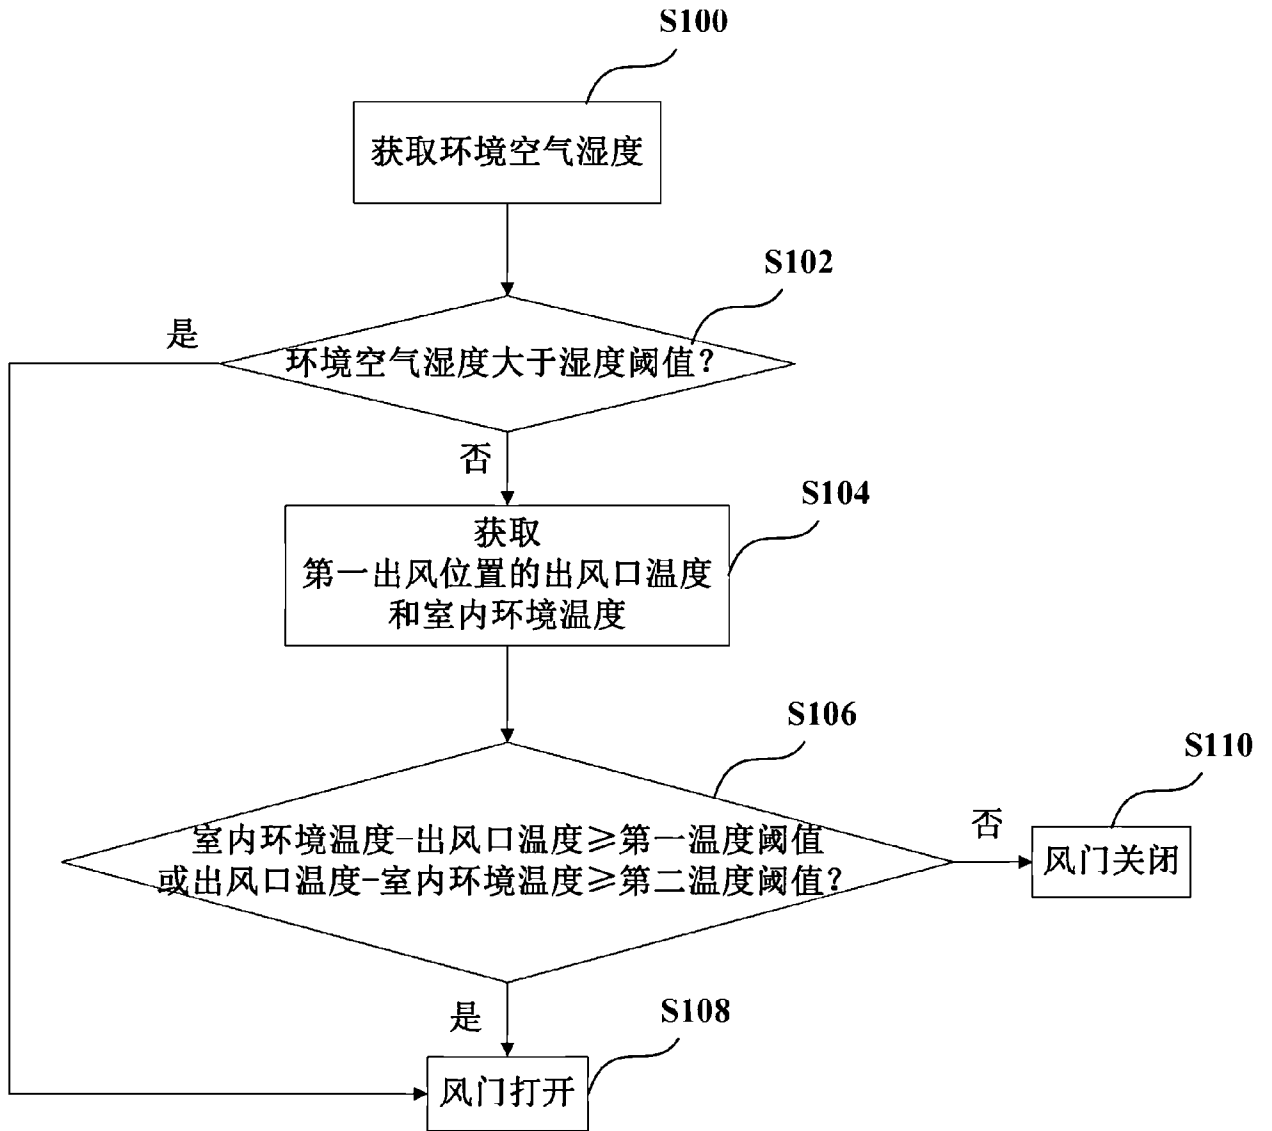 S100
获取环境空气湿度
S102
是
环境空气湿度大于湿度阈值？
否
S104
获取
第一出风位置的出风口温度
和室内环境温度
S106
S110
室内环境温度-出风口温度≥第一温度阈值
或出风口温度-室内环境温度≥第二温度阈值？
否
风门关闭
是
S108
风门打开